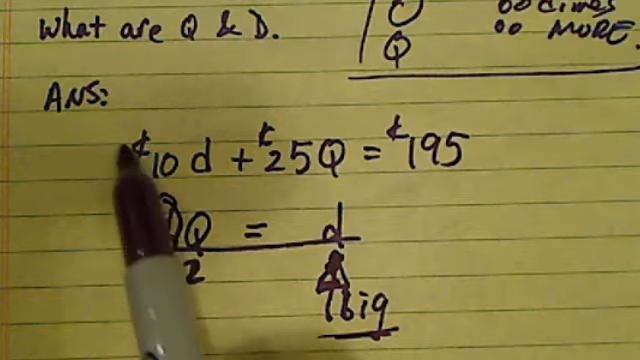 What are Q & D.
Q
oo dimes
oo MORE.
ANS:
¢10 d + ¢25Q = ¢195
Q = d
2
big